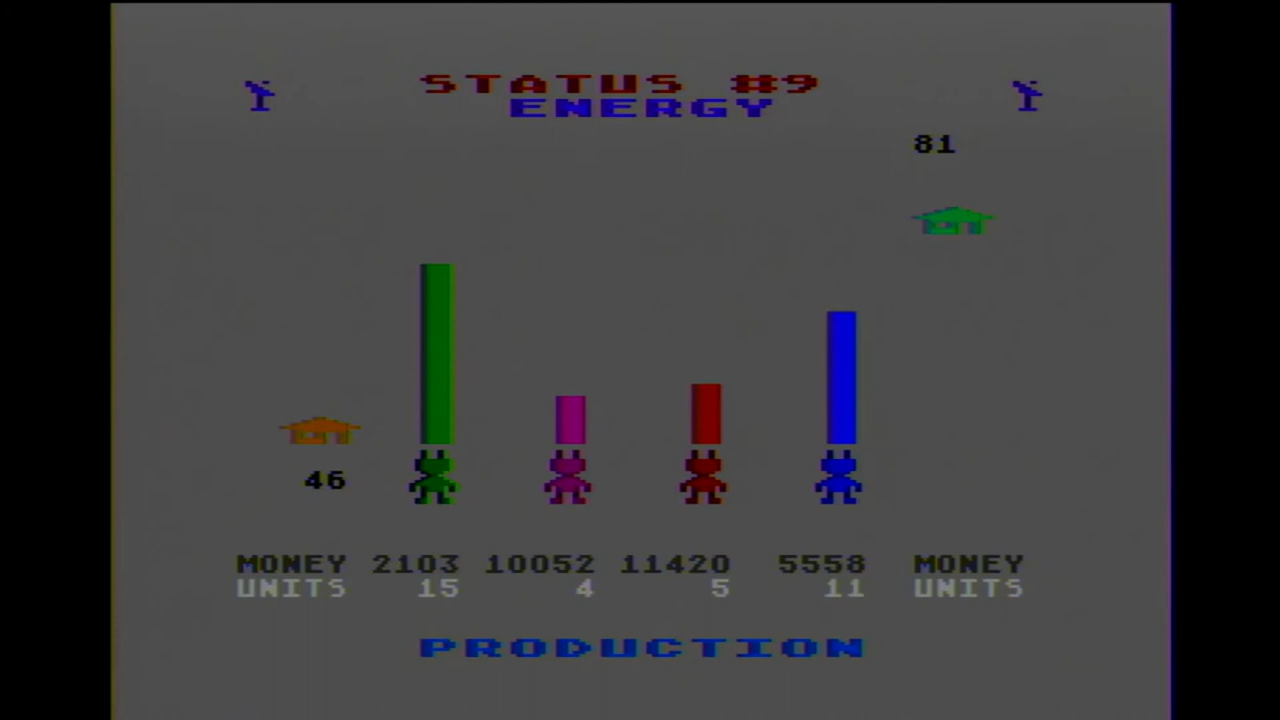 STATUS #9
ENERGY
81
46
MONEY 2103 10052 11420 5558 MONEY
UNITS 15 4 5 11 UNITS
PRODUCTION